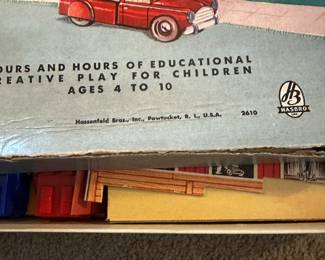 OURS AND HOURS OF EDUCATIONAL
REATIVE PLAY FOR CHILDREN
AGES 4 TO 10
Hassenfeld Bros., Inc., Pawtucket, R. I., U.S.A. 2610
HB
HASBRO